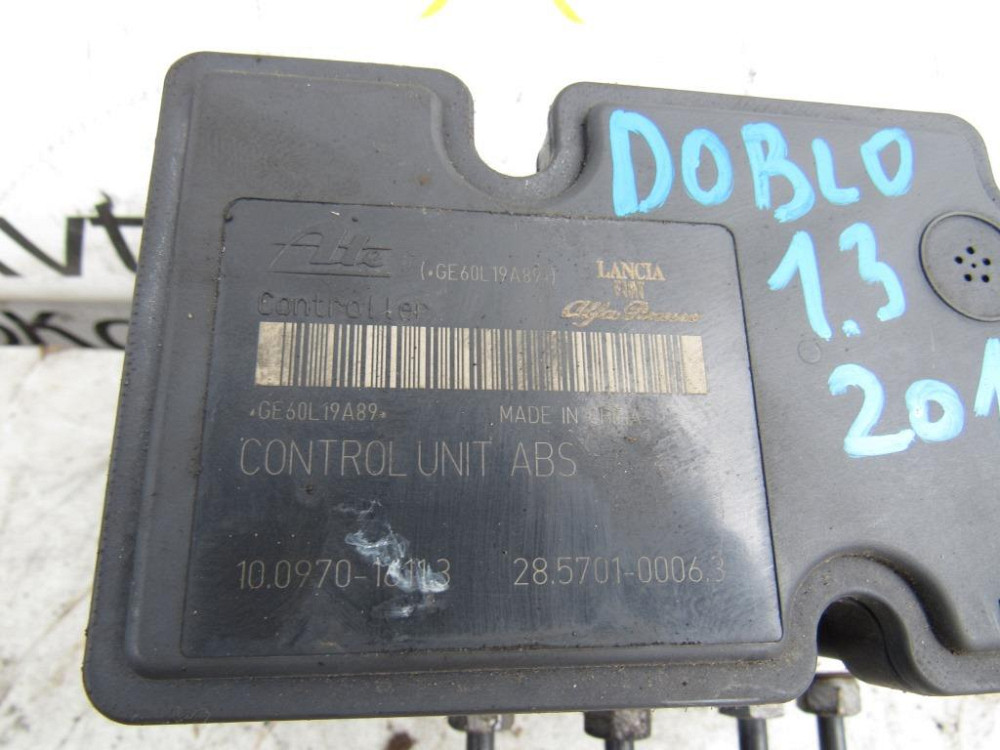 DOBLO
1.3
201
Ate
(*GE60L19A89*)
LANCIA
FIAT
Alfa Romeo
Controller
*GE60L19A89*
MADE IN
CONTROL UNIT ABS
28.5701-0006.3